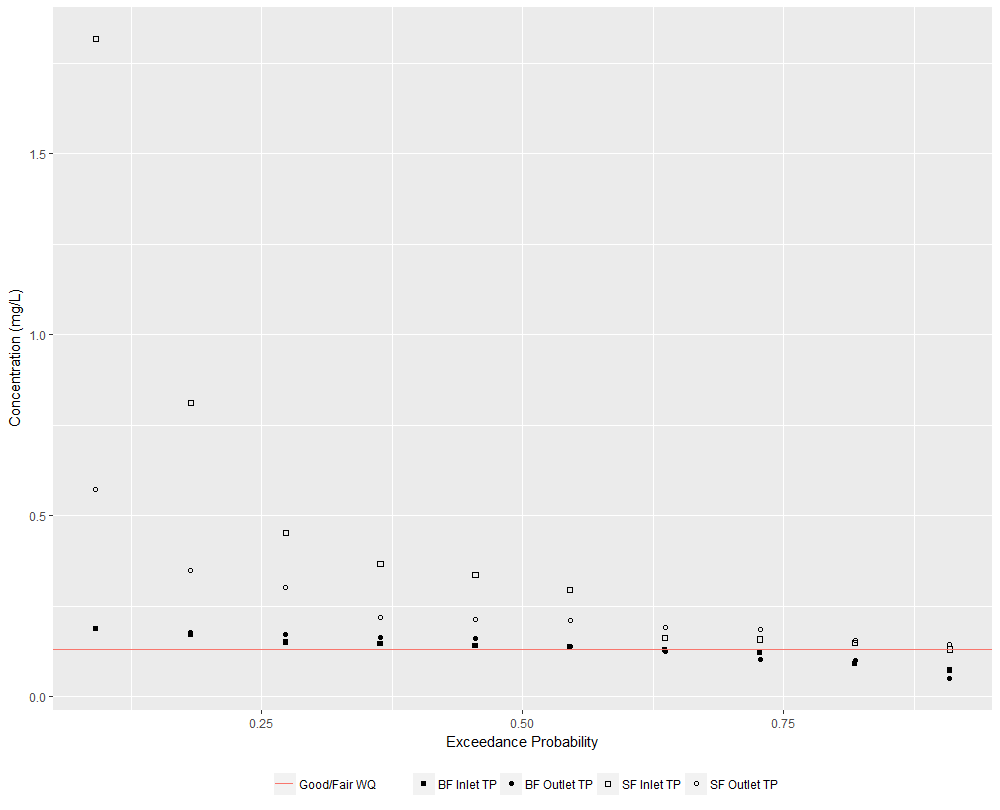 Concentration (mg/L)
1.5
1.0
0.5
0.0
0.25
0.50
0.75
Exceedance Probability
Good/Fair WQ
BF Inlet TP
BF Outlet TP
SF Inlet TP
SF Outlet TP